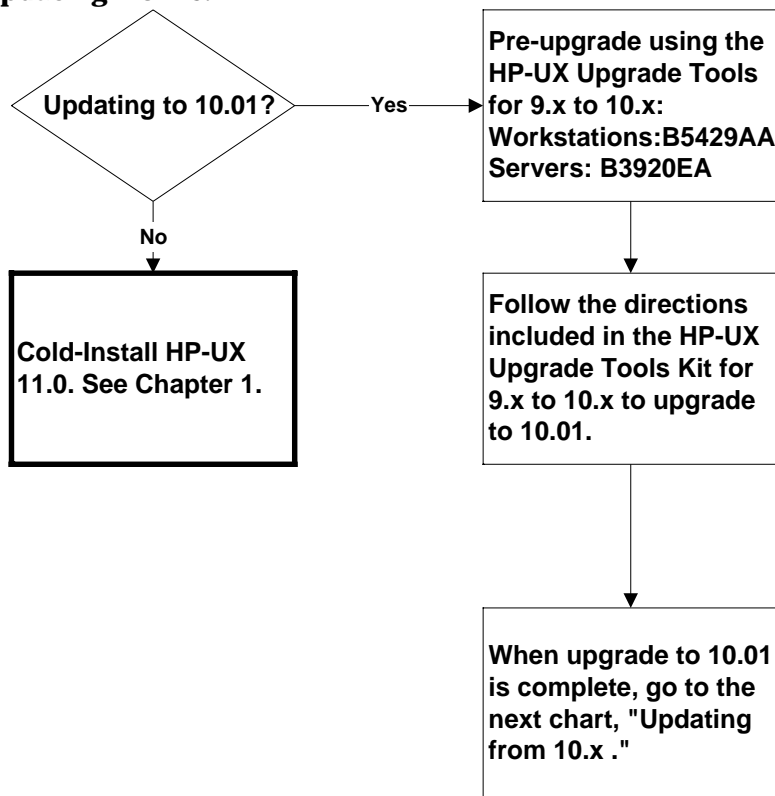 Updating to 10.01?
Yes
Pre-upgrade using the
HP-UX Upgrade Tools
for 9.x to 10.x:
Workstations:B5429AA
Servers: B3920EA
No
Cold-Install HP-UX
11.0. See Chapter 1.
Follow the directions
included in the HP-UX
Upgrade Tools Kit for
9.x to 10.x to upgrade
to 10.01.
When upgrade to 10.01
is complete, go to the
next chart, "Updating
from 10.x ."